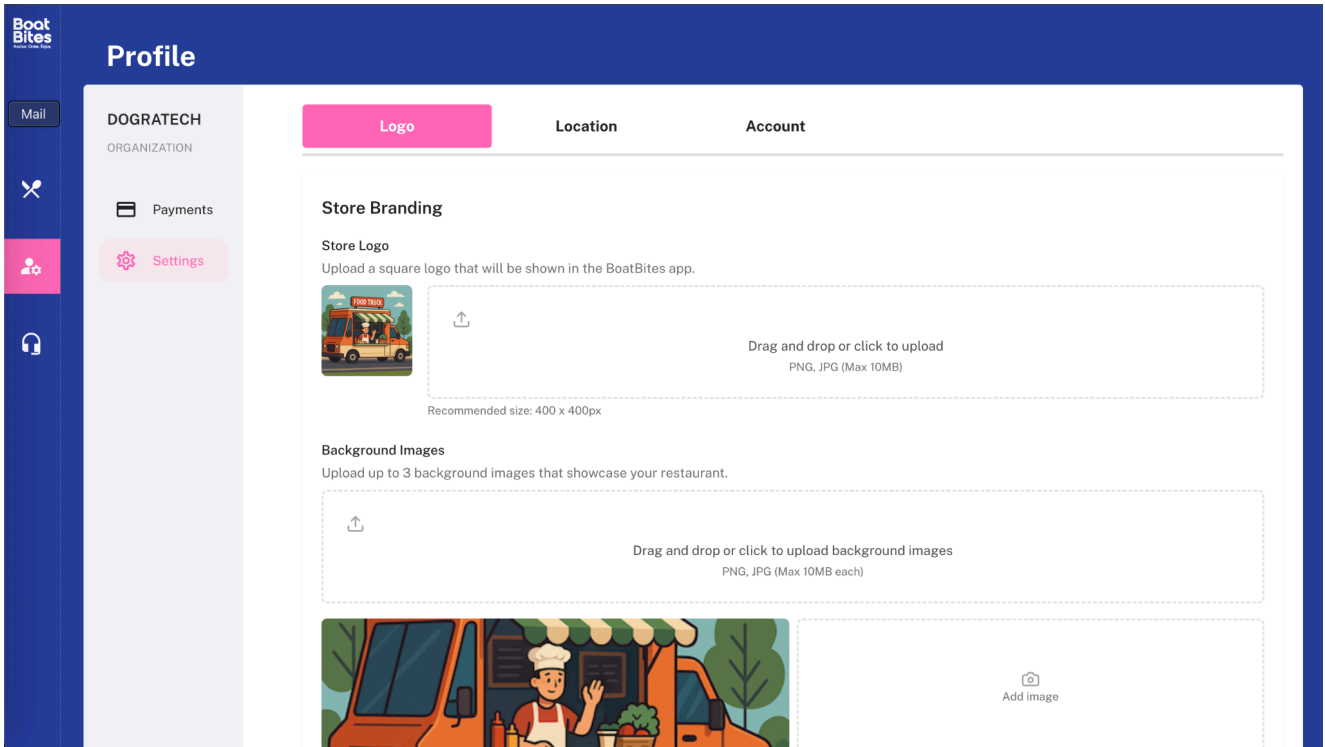 Boat
Bites
Anchor. Order. Enjoy.
Profile
Mail
DOGRATECH
ORGANIZATION
Payments
Settings
Logo
Location
Account
Store Branding
Store Logo
Upload a square logo that will be shown in the BoatBites app.
FOOD TRUCK
Drag and drop or click to upload
PNG, JPG (Max 10MB)
Recommended size: 400 x 400px
Background Images
Upload up to 3 background images that showcase your restaurant.
Drag and drop or click to upload background images
PNG, JPG (Max 10MB each)
Add image